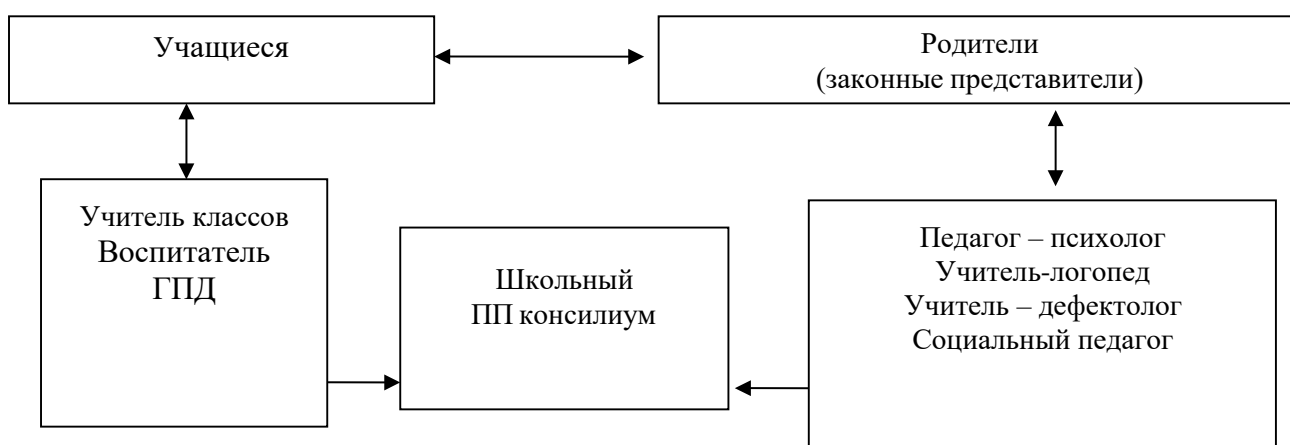 Учащиеся
Родители
(законные представители)
Учитель классов
Воспитатель
ГПД
Школьный
ПП консилиум
Педагог – психолог
Учитель-логопед
Учитель – дефектолог
Социальный педагог